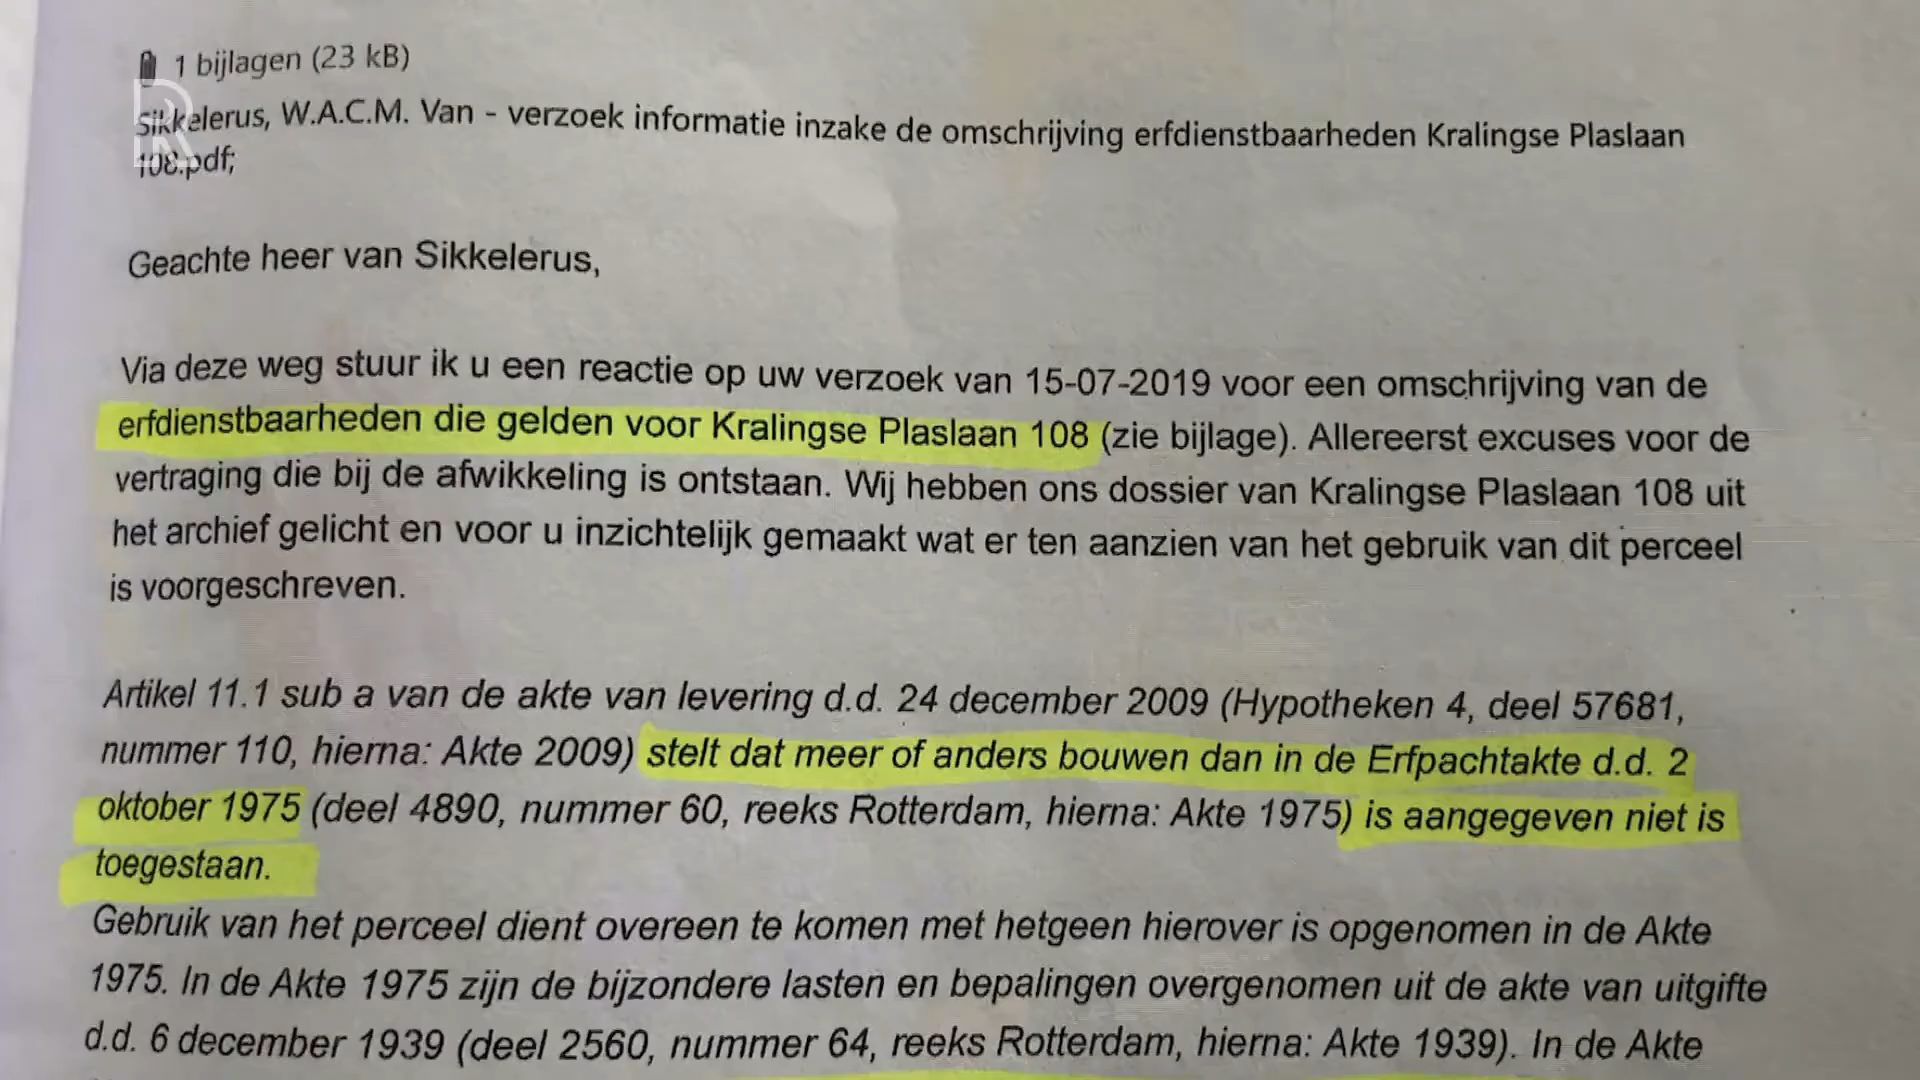 1 bijlagen (23 kB)
Sikkelerus, W.A.C.M. Van - verzoek informatie inzake de omschrijving erfdienstbaarheden Kralingse Plaslaan
108.pdf;
Geachte heer van Sikkelerus,
Via deze weg stuur ik u een reactie op uw verzoek van 15-07-2019 voor een omschrijving van de
erfdienstbaarheden die gelden voor Kralingse Plaslaan 108 (zie bijlage). Allereerst excuses voor de
vertraging die bij de afwikkeling is ontstaan. Wij hebben ons dossier van Kralingse Plaslaan 108 uit
het archief gelicht en voor u inzichtelijk gemaakt wat er ten aanzien van het gebruik van dit perceel
is voorgeschreven.
Artikel 11.1 sub a van de akte van levering d.d. 24 december 2009 (Hypotheken 4, deel 57681,
nummer 110, hierna: Akte 2009) stelt dat meer of anders bouwen dan in de Erfpachtakte d.d. 2
oktober 1975 (deel 4890, nummer 60, reeks Rotterdam, hierna: Akte 1975) is aangegeven niet is
toegestaan.
Gebruik van het perceel dient overeen te komen met hetgeen hierover is opgenomen in de Akte
1975. In de Akte 1975 zijn de bijzondere lasten en bepalingen overgenomen uit de akte van uitgifte
d.d. 6 december 1939 (deel 2560, nummer 64, reeks Rotterdam, hierna: Akte 1939). In de Akte